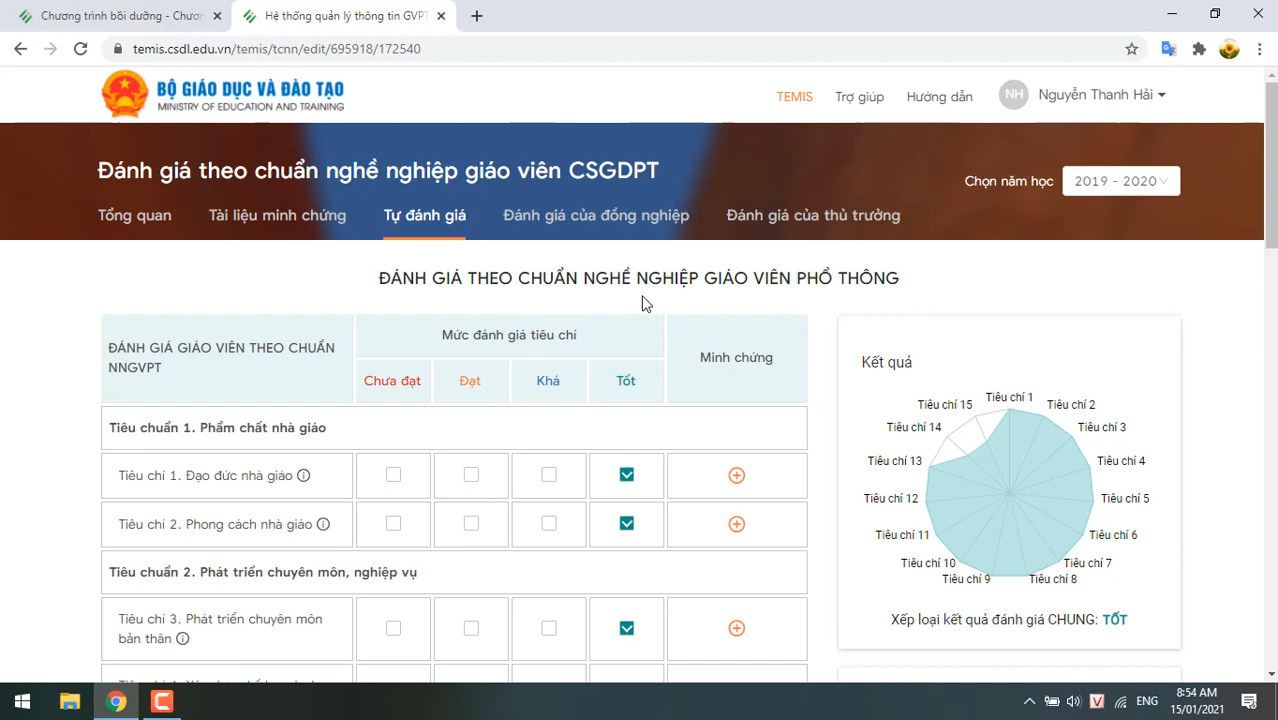 Chương trình bồi dưỡng - Chươn
Hệ thống quản lý thông tin GVPT
temis.csdl.edu.vn/temis/tcnn/edit/695918/172540
BỘ GIÁO DỤC VÀ ĐÀO TẠO
MINISTRY OF EDUCATION AND TRAINING
TEMIS Trợ giúp Hướng dẫn NH Nguyễn Thanh Hải
Đánh giá theo chuẩn nghề nghiệp giáo viên CSGDPT
Chọn năm học 2019 - 2020
Tổng quan Tài liệu minh chứng Tự đánh giá Đánh giá của đồng nghiệp Đánh giá của thủ trưởng
ĐÁNH GIÁ THEO CHUẨN NGHỀ NGHIỆP GIÁO VIÊN PHỔ THÔNG
ĐÁNH GIÁ GIÁO VIÊN THEO CHUẨN
NNGVPT
Mức đánh giá tiêu chí
Minh chứng
Chưa đạt Đạt Khá Tốt
Tiêu chuẩn 1. Phẩm chất nhà giáo
Tiêu chí 1. Đạo đức nhà giáo
Tiêu chí 2. Phong cách nhà giáo
Tiêu chuẩn 2. Phát triển chuyên môn, nghiệp vụ
Tiêu chí 3. Phát triển chuyên môn
bản thân
Kết quả
Tiêu chí 1
Tiêu chí 2
Tiêu chí 3
Tiêu chí 4
Tiêu chí 5
Tiêu chí 6
Tiêu chí 7
Tiêu chí 8
Tiêu chí 9
Tiêu chí 10
Tiêu chí 11
Tiêu chí 12
Tiêu chí 13
Tiêu chí 14
Tiêu chí 15
Xếp loại kết quả đánh giá CHUNG: TỐT
V ENG
8:54 AM
15/01/2021